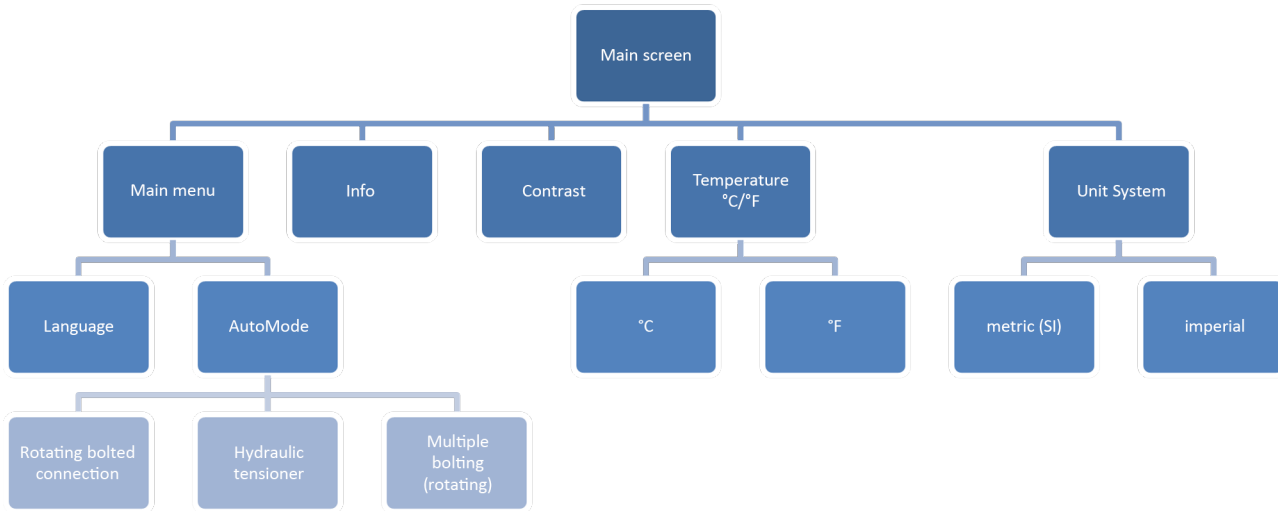 Main screen
Main menu
Info
Contrast
Temperature
°C/°F
Unit System
Language
AutoMode
°C
°F
metric (SI)
imperial
Rotating bolted
connection
Hydraulic
tensioner
Multiple
bolting
(rotating)